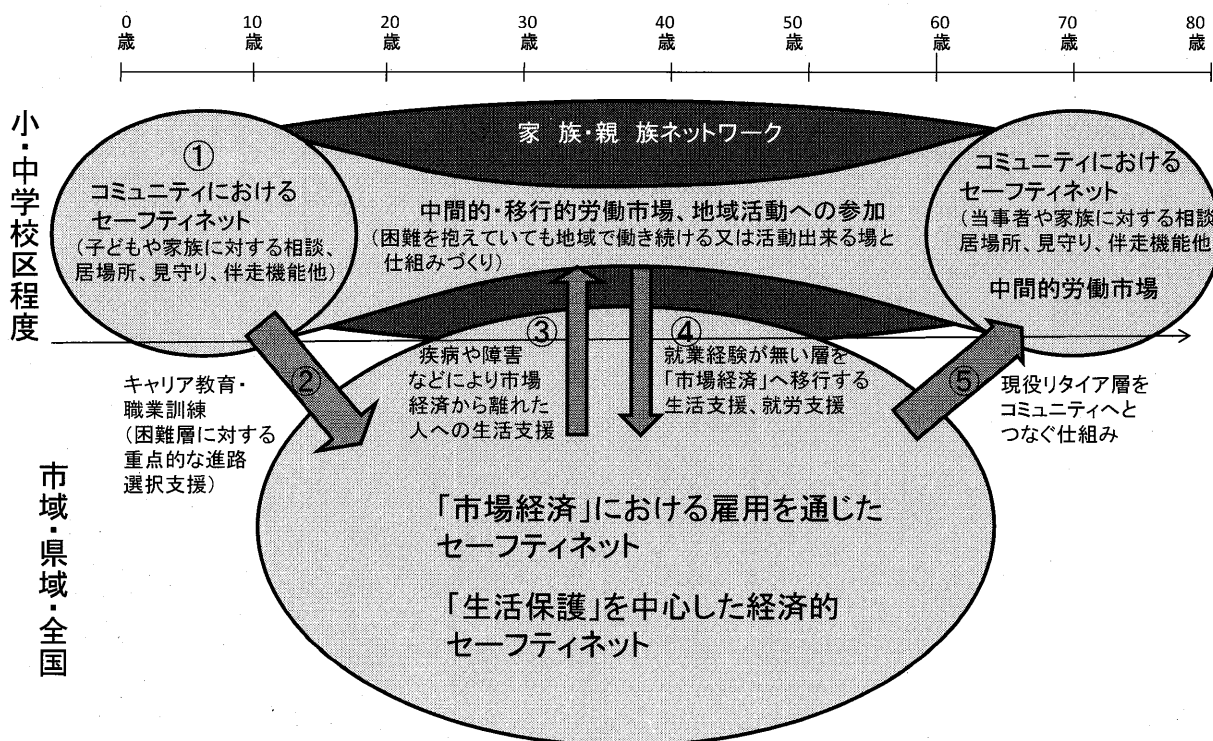 0 10 20 30 40 50 60 70 80
歳 歳 歳 歳 歳 歳 歳 歳 歳
小・中学校区程度
家 族・親 族ネットワーク
①
コミュニティにおける
セーフティネット
(子どもや家族に対する相談、
居場所、見守り、伴走機能他)
中間的・移行的労働市場、地域活動への参加
(困難を抱えていても地域で働き続ける又は活動出来る場と
仕組みづくり)
コミュニティにおける
セーフティネット
(当事者や家族に対する相談
居場所、見守り、伴走機能他)
中間的労働市場
②
キャリア教育・
職業訓練
(困難層に対する
重点的な進路
選択支援)
③
疾病や障害
などにより市場
経済から離れた
人への生活支援
④
就業経験が無い層を
「市場経済」へ移行する
生活支援、就労支援
⑤
現役リタイア層を
コミュニティへと
つなぐ仕組み
市域・県域・全国
「市場経済」における雇用を通じた
セーフティネット
「生活保護」を中心した経済的
セーフティネット